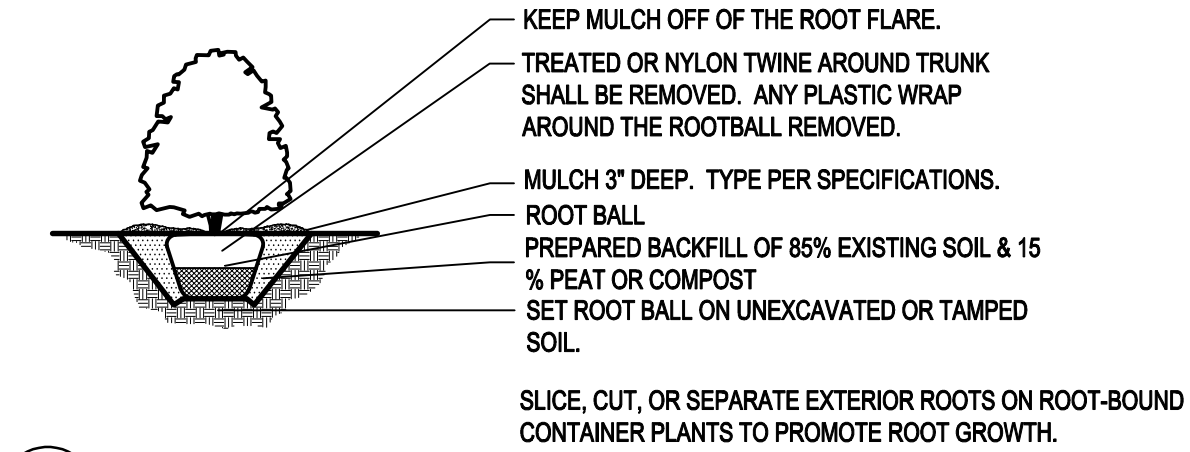 KEEP MULCH OFF OF THE ROOT FLARE.
TREATED OR NYLON TWINE AROUND TRUNK
SHALL BE REMOVED. ANY PLASTIC WRAP
AROUND THE ROOTBALL REMOVED.
MULCH 3" DEEP. TYPE PER SPECIFICATIONS.
ROOT BALL
PREPARED BACKFILL OF 85% EXISTING SOIL & 15
% PEAT OR COMPOST
SET ROOT BALL ON UNEXCAVATED OR TAMPED
SOIL.
SLICE, CUT, OR SEPARATE EXTERIOR ROOTS ON ROOT-BOUND
CONTAINER PLANTS TO PROMOTE ROOT GROWTH.